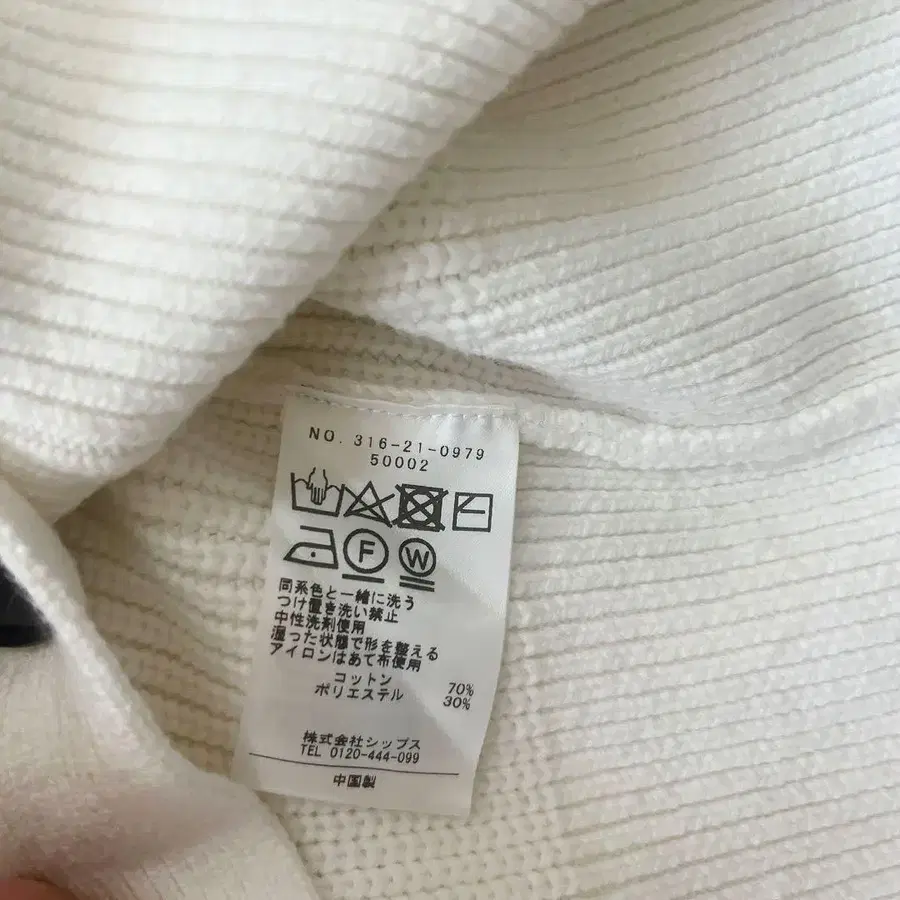 NO. 316-21-0979
50002
F W
同系色と一緒に洗う
つけ置き洗い禁止
中性洗剤使用
湿った状態で形を整える
アイロンはあて布使用
コットン 70%
ポリエステル 30%
株式会社シップス
TEL 0120-444-099
中国製